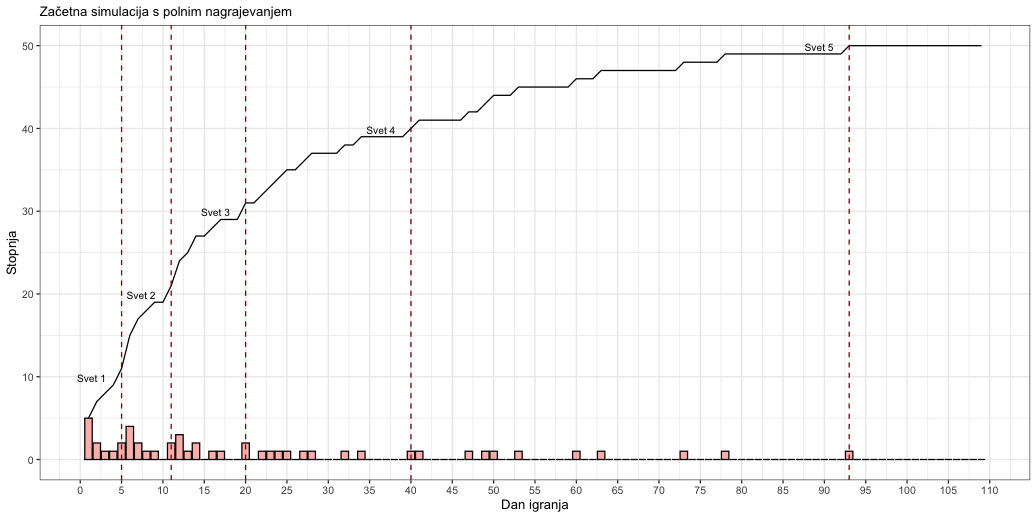 Začetna simulacija s polnim nagrajevanjem
Stopnja
50
40
30
20
10
0
Svet 1
Svet 2
Svet 3
Svet 4
Svet 5
0 5 10 15 20 25 30 35 40 45 50 55 60 65 70 75 80 85 90 95 100 105 110
Dan igranja